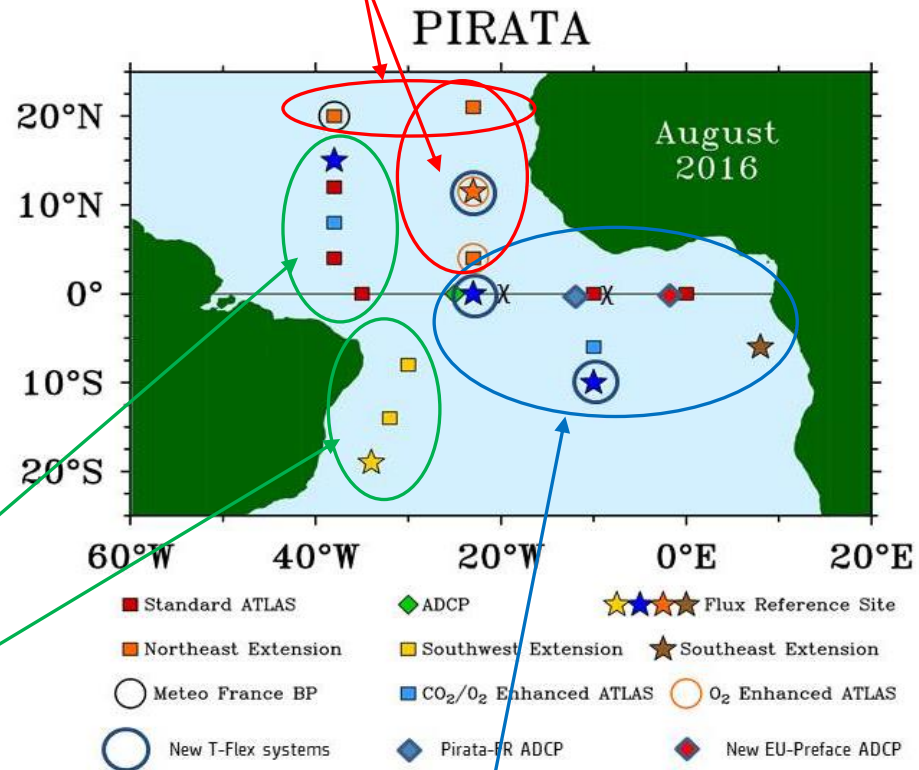 PIRATA
20°N
10°N
0°
10°S
20°S
August
2016
X
X
60°W 40°W 20°W 0°E 20°E
Standard ATLAS ADCP Flux Reference Site
Northeast Extension Southwest Extension Southeast Extension
Meteo France BP CO₂/O₂ Enhanced ATLAS O₂ Enhanced ATLAS
New T-Flex systems Pirata-FR ADCP New EU-Preface ADCP